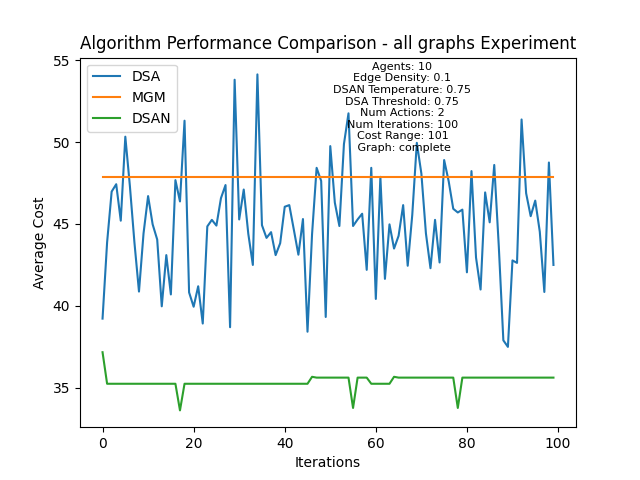 Algorithm Performance Comparison - all graphs Experiment
DSA
MGM
DSAN
Agents: 10
Edge Density: 0.1
DSAN Temperature: 0.75
DSA Threshold: 0.75
Num Actions: 2
Num Iterations: 100
Cost Range: 101
Graph: complete
Average Cost
55
50
45
40
35
0
20
40
60
80
100
Iterations